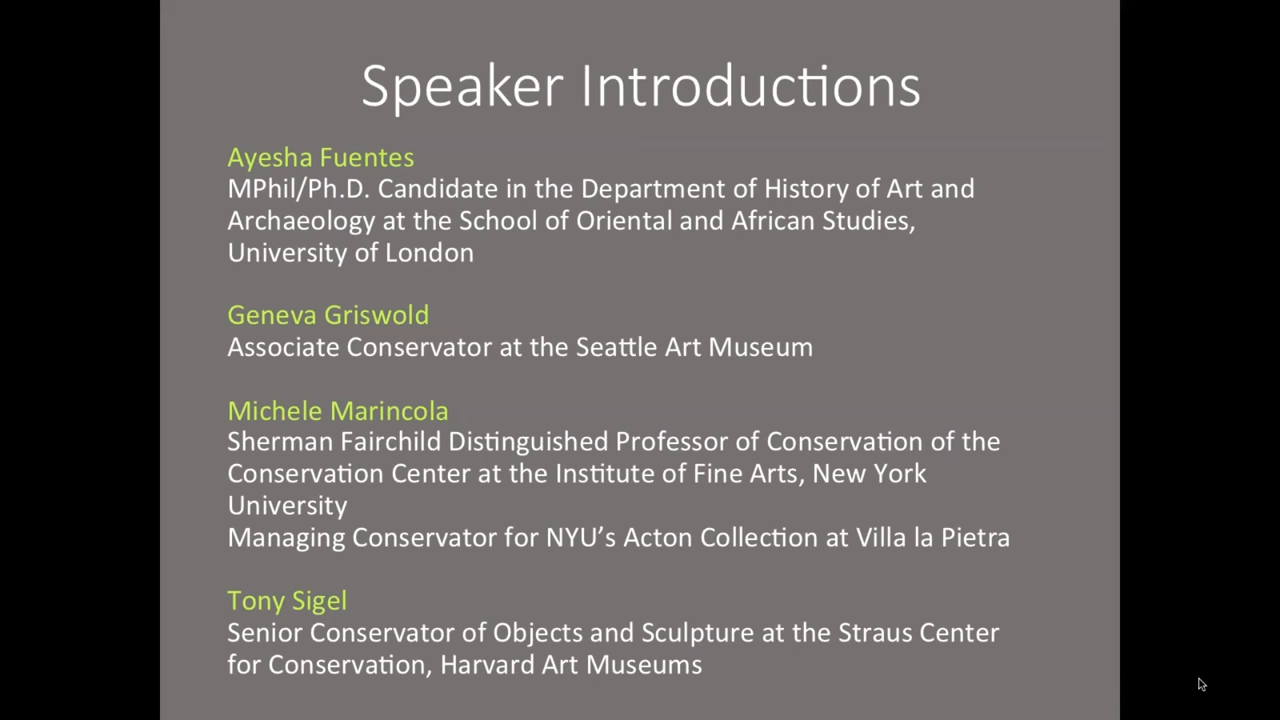 Speaker Introductions
Ayesha Fuentes
MPhil/Ph.D. Candidate in the Department of History of Art and
Archaeology at the School of Oriental and African Studies,
University of London
Geneva Griswold
Associate Conservator at the Seattle Art Museum
Michele Marincola
Sherman Fairchild Distinguished Professor of Conservation of the
Conservation Center at the Institute of Fine Arts, New York
University
Managing Conservator for NYU’s Acton Collection at Villa la Pietra
Tony Sigel
Senior Conservator of Objects and Sculpture at the Straus Center
for Conservation, Harvard Art Museums